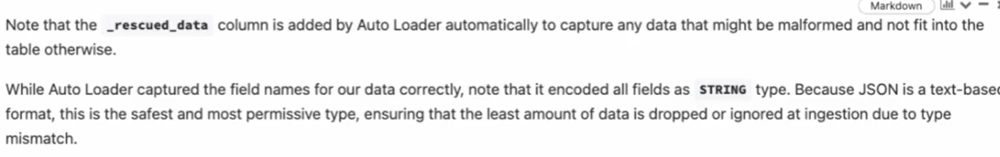 Markdown
Note that the _rescued_data column is added by Auto Loader automatically to capture any data that might be malformed and not fit into the
table otherwise.
While Auto Loader captured the field names for our data correctly, note that it encoded all fields as STRING type. Because JSON is a text-based
format, this is the safest and most permissive type, ensuring that the least amount of data is dropped or ignored at ingestion due to type
mismatch.